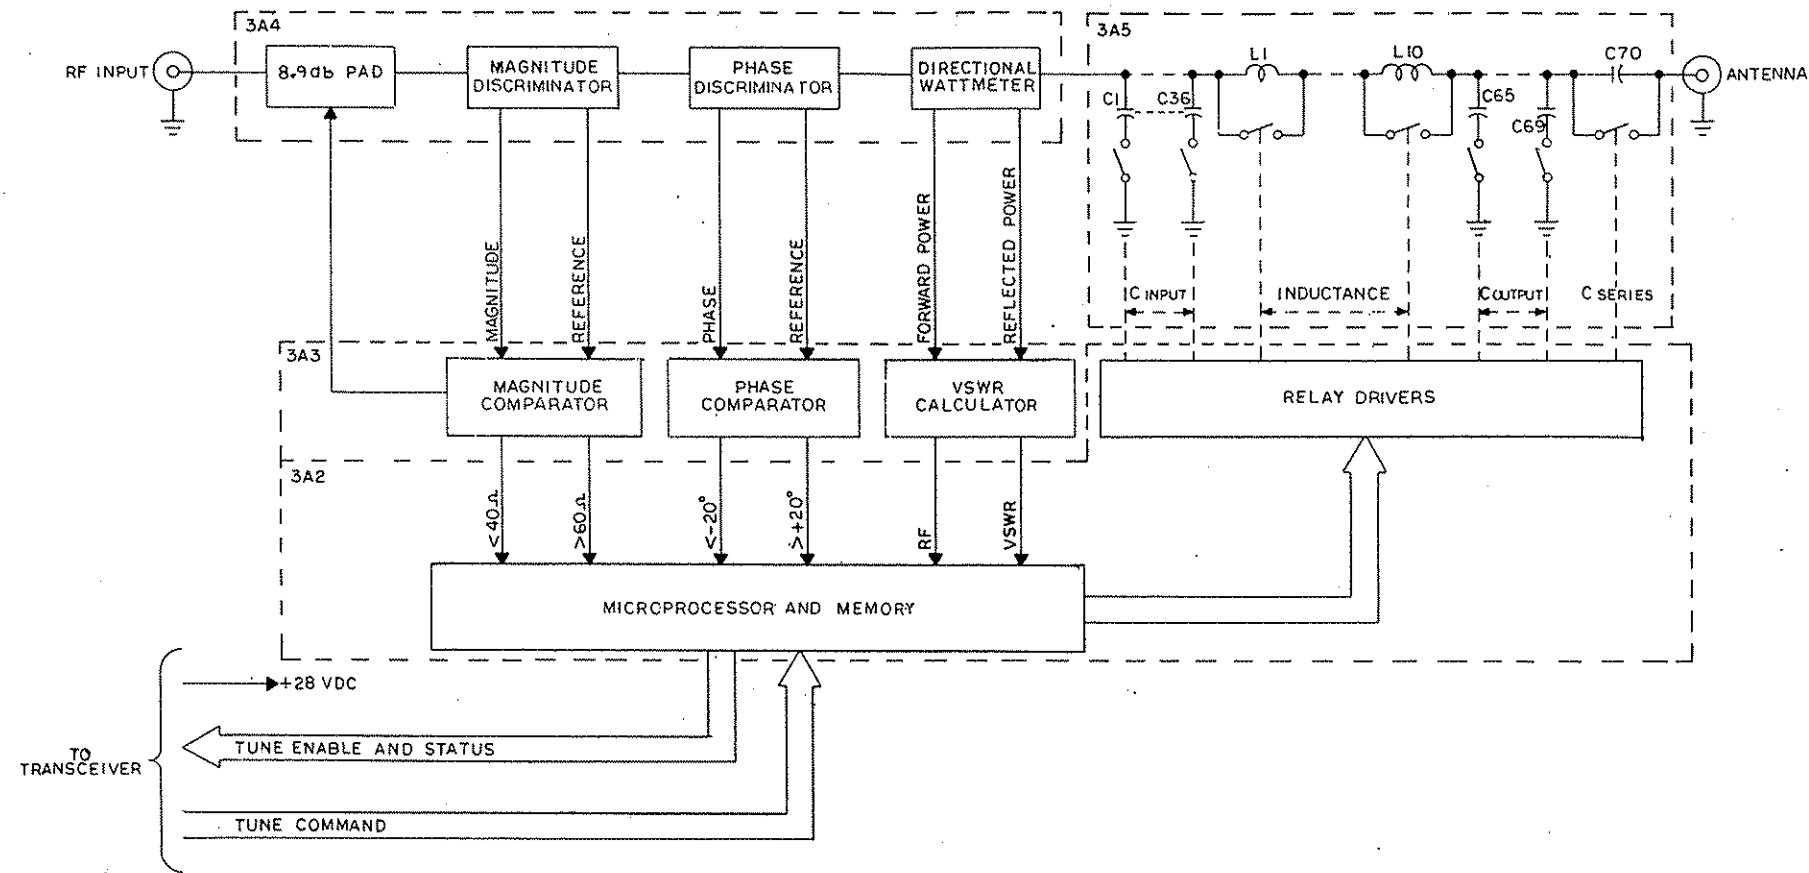 3A4
3A5
RF INPUT
8.9db PAD
MAGNITUDE
DISCRIMINATOR
PHASE
DISCRIMINATOR
DIRECTIONAL
WATTMETER
L1
L10
C70
ANTENNA
C1
C36
C65
C69
MAGNITUDE
REFERENCE
PHASE
REFERENCE
FORWARD POWER
REFLECTED POWER
C INPUT
INDUCTANCE
C OUTPUT
C SERIES
3A3
MAGNITUDE
COMPARATOR
PHASE
COMPARATOR
VSWR
CALCULATOR
RELAY DRIVERS
3A2
<40Ω
>60Ω
<-20°
>+20°
RF
VSWR
MICROPROCESSOR AND MEMORY
+28 VDC
TUNE ENABLE AND STATUS
TO
TRANSCEIVER
TUNE COMMAND